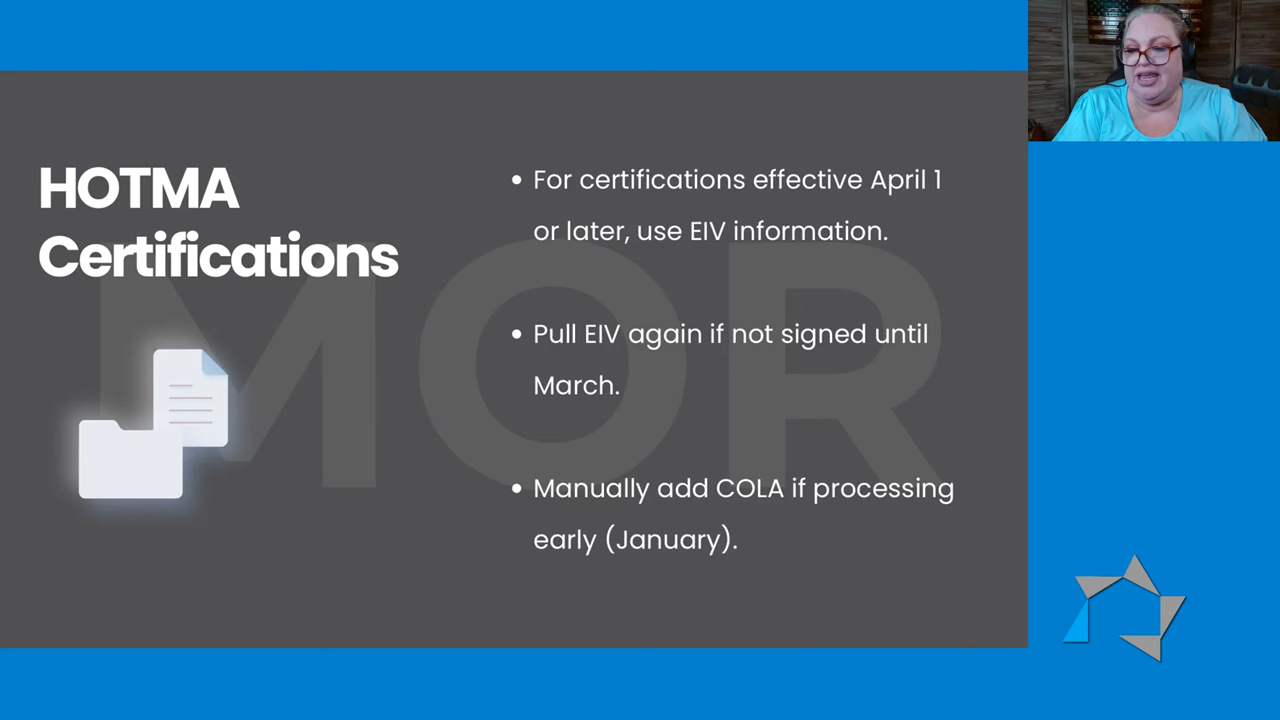 HOTMA
Certifications
MOR
• For certifications effective April 1
or later, use EIV information.
• Pull EIV again if not signed until
March.
• Manually add COLA if processing
early (January).